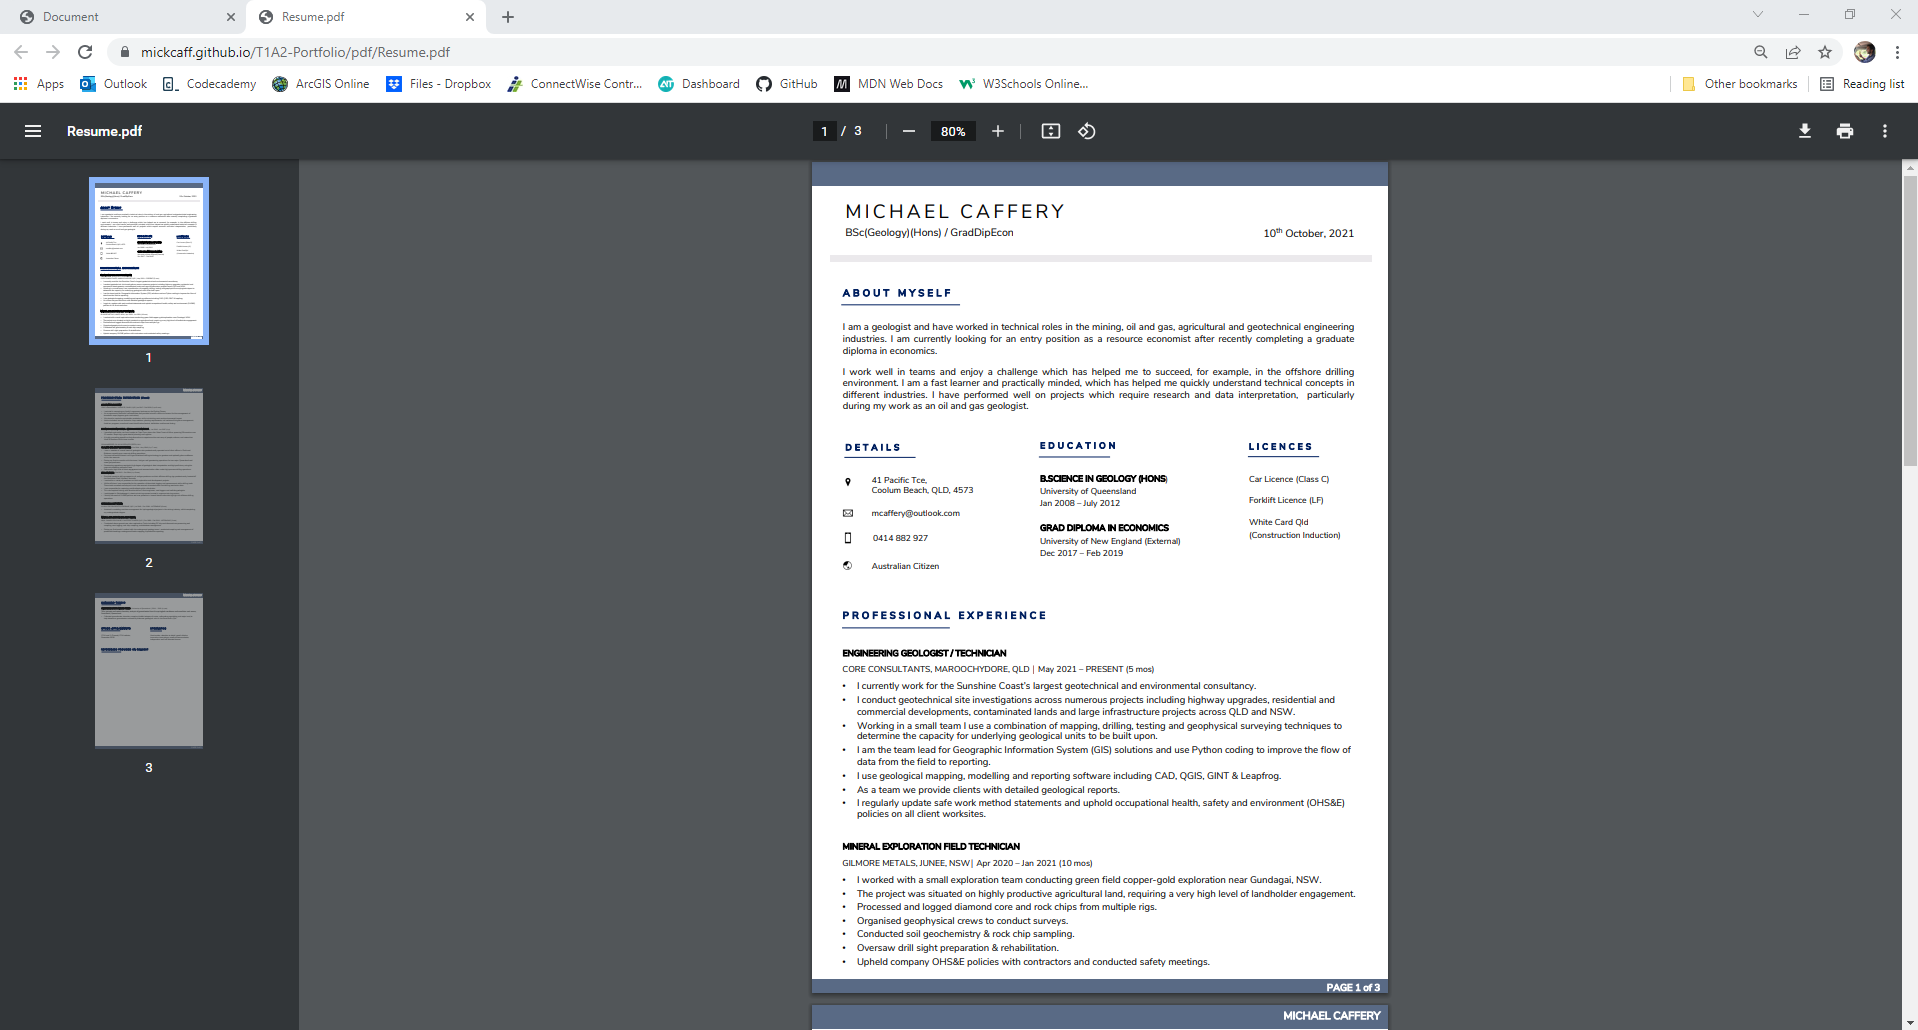 Document
Resume.pdf
mickcaff.github.io/T1A2-Portfolio/pdf/Resume.pdf
Apps Outlook Codecademy ArcGIS Online Files - Dropbox ConnectWise Contr... Dashboard GitHub MDN Web Docs W3Schools Online... Other bookmarks Reading list
Resume.pdf 1 / 3 80%
1
2
3
MICHAEL CAFFERY
BSc(Geology)(Hons) / GradDipEcon
10th October, 2021
ABOUT MYSELF
I am a geologist and have worked in technical roles in the mining, oil and gas, agricultural and geotechnical engineering
industries. I am currently looking for an entry position as a resource economist after recently completing a graduate
diploma in economics.
I work well in teams and enjoy a challenge which has helped me to succeed, for example, in the offshore drilling
environment. I am a fast learner and practically minded, which has helped me quickly understand technical concepts in
different industries. I have performed well on projects which require research and data interpretation, particularly
during my work as an oil and gas geologist.
DETAILS
41 Pacific Tce,
Coolum Beach, QLD, 4573
mcaffery@outlook.com
0414 882 927
Australian Citizen
EDUCATION
B.SCIENCE IN GEOLOGY (HONS)
University of Queensland
Jan 2008 – July 2012
GRAD DIPLOMA IN ECONOMICS
University of New England (External)
Dec 2017 – Feb 2019
LICENCES
Car Licence (Class C)
Forklift Licence (LF)
White Card Qld
(Construction Induction)
PROFESSIONAL EXPERIENCE
ENGINEERING GEOLOGIST / TECHNICIAN
CORE CONSULTANTS, MAROOCHYDORE, QLD | May 2021 – PRESENT (5 mos)
• I currently work for the Sunshine Coast's largest geotechnical and environmental consultancy.
• I conduct geotechnical site investigations across numerous projects including highway upgrades, residential and
commercial developments, contaminated lands and large infrastructure projects across QLD and NSW.
• Working in a small team I use a combination of mapping, drilling, testing and geophysical surveying techniques to
determine the capacity for underlying geological units to be built upon.
• I am the team lead for Geographic Information System (GIS) solutions and use Python coding to improve the flow of
data from the field to reporting.
• I use geological mapping, modelling and reporting software including CAD, QGIS, GINT & Leapfrog.
• As a team we provide clients with detailed geological reports.
• I regularly update safe work method statements and uphold occupational health, safety and environment (OHS&E)
policies on all client worksites.
MINERAL EXPLORATION FIELD TECHNICIAN
GILMORE METALS, JUNEE, NSW| Apr 2020 – Jan 2021 (10 mos)
• I worked with a small exploration team conducting green field copper-gold exploration near Gundagai, NSW.
• The project was situated on highly productive agricultural land, requiring a very high level of landholder engagement.
• Processed and logged diamond core and rock chips from multiple rigs.
• Organised geophysical crews to conduct surveys.
• Conducted soil geochemistry & rock chip sampling.
• Oversaw drill sight preparation & rehabilitation.
• Upheld company OHS&E policies with contractors and conducted safety meetings.
PAGE 1 of 3
MICHAEL CAFFERY